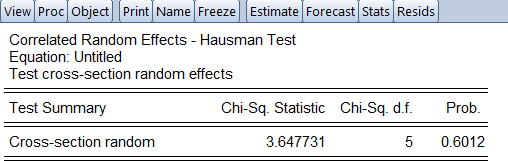 View Proc Object Print Name Freeze Estimate Forecast Stats Resids
Correlated Random Effects - Hausman Test
Equation: Untitled
Test cross-section random effects
Test Summary Chi-Sq. Statistic Chi-Sq. d.f. Prob.
Cross-section random 3.647731 5 0.6012